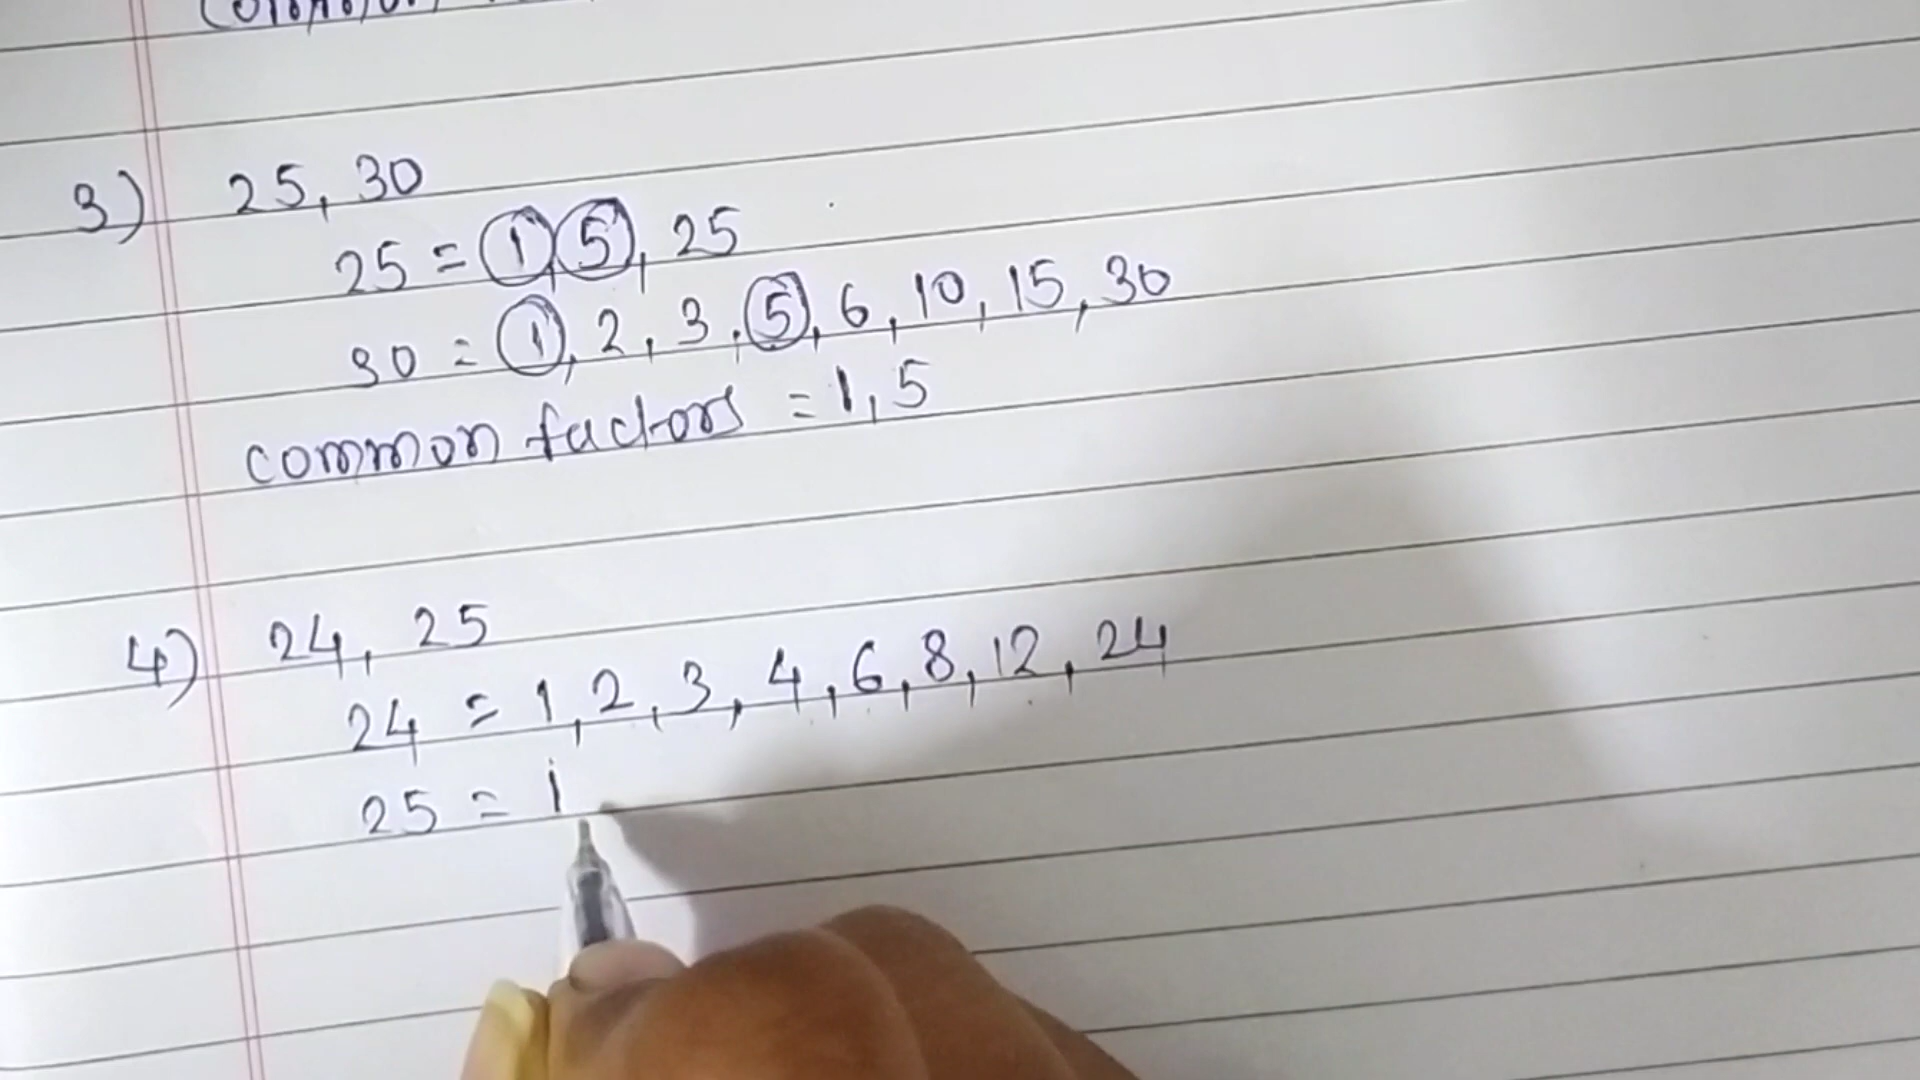 3) 25, 30
25 = 1, 5, 25
30 = 1, 2, 3, 5, 6, 10, 15, 30
common factors = 1, 5
4) 24, 25
24 = 1, 2, 3, 4, 6, 8, 12, 24
25 = 1